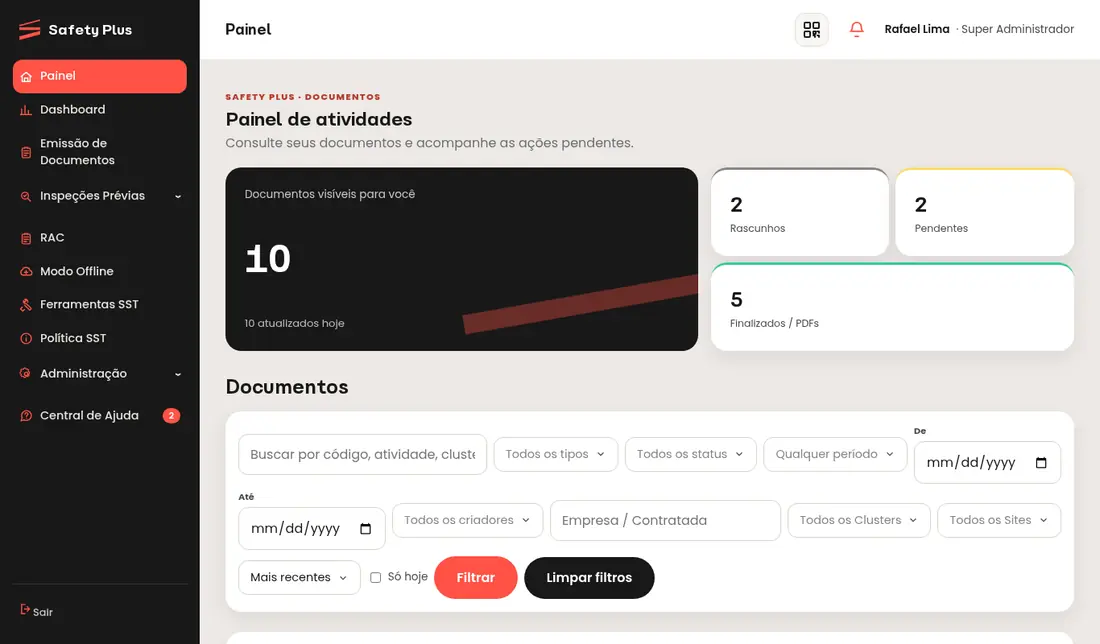 Safety Plus
Painel
Dashboard
Emissão de
Documentos
Inspeções Prévias
RAC
Modo Offline
Ferramentas SST
Política SST
Administração
Central de Ajuda 2
Sair
Painel
Rafael Lima · Super Administrador
SAFETY PLUS • DOCUMENTOS
Painel de atividades
Consulte seus documentos e acompanhe as ações pendentes.
Documentos visíveis para você
10
10 atualizados hoje
2
Rascunhos
2
Pendentes
5
Finalizados / PDFs
Documentos
Buscar por código, atividade, cluste
Todos os tipos
Todos os status
Qualquer período
De
mm/dd/yyyy
Até
mm/dd/yyyy
Todos os criadores
Empresa / Contratada
Todos os Clusters
Todos os Sites
Mais recentes
Só hoje
Filtrar
Limpar filtros